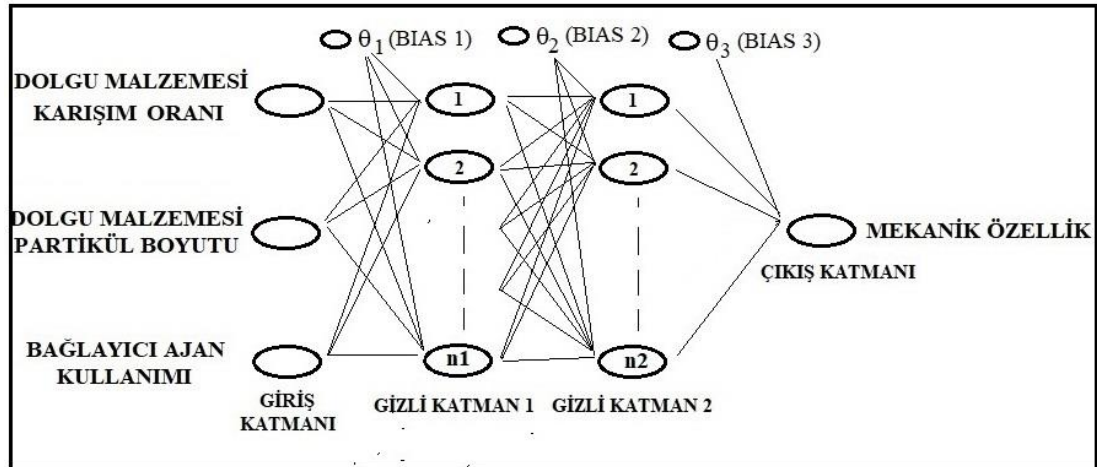 θ1 (BIAS 1)
θ2 (BIAS 2)
θ3 (BIAS 3)
DOLGU MALZEMESİ
KARIŞIM ORANI
1
1
2
2
DOLGU MALZEMESİ
PARTİKÜL BOYUTU
MEKANİK ÖZELLİK
ÇIKIŞ KATMANI
BAĞLAYICI AJAN
KULLANIMI
n1
n2
GİRİŞ
KATMANI
GİZLİ KATMAN 1
GİZLİ KATMAN 2